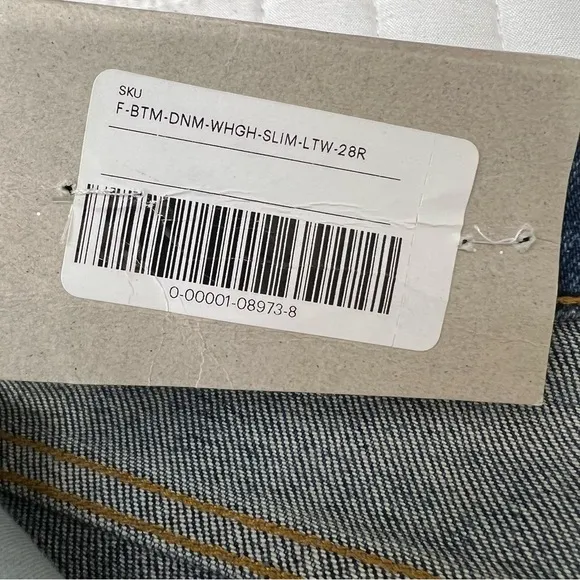 SKU
F-BTM-DNM-WHGH-SLIM-LTW-28R
0-00001-08973-8